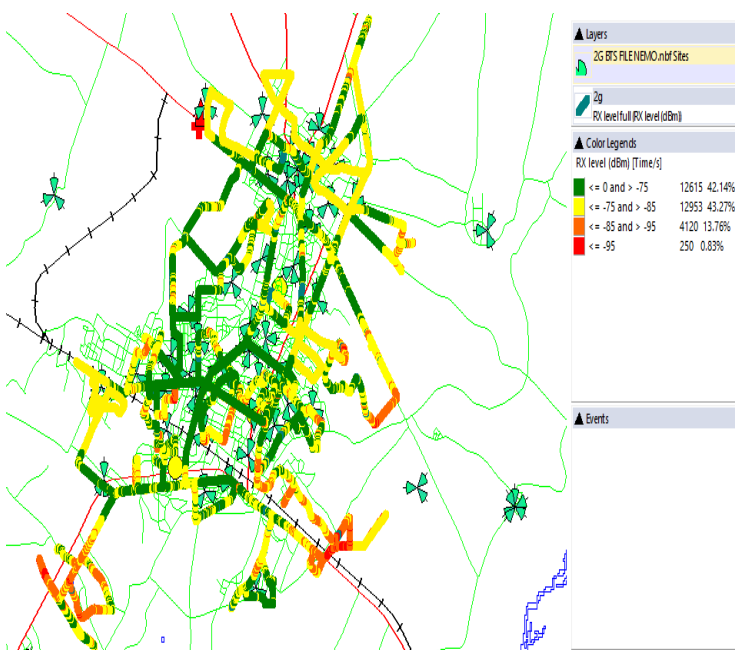 Layers
2G BTS FILE NEMO.nbf Sites
2g
RX level full (RX level (dBm))
Color Legends
RX level (dBm) [Time/s]
<= 0 and > -75 12615 42.14%
<= -75 and > -85 12953 43.27%
<= -85 and > -95 4120 13.76%
<= -95 250 0.83%
Events